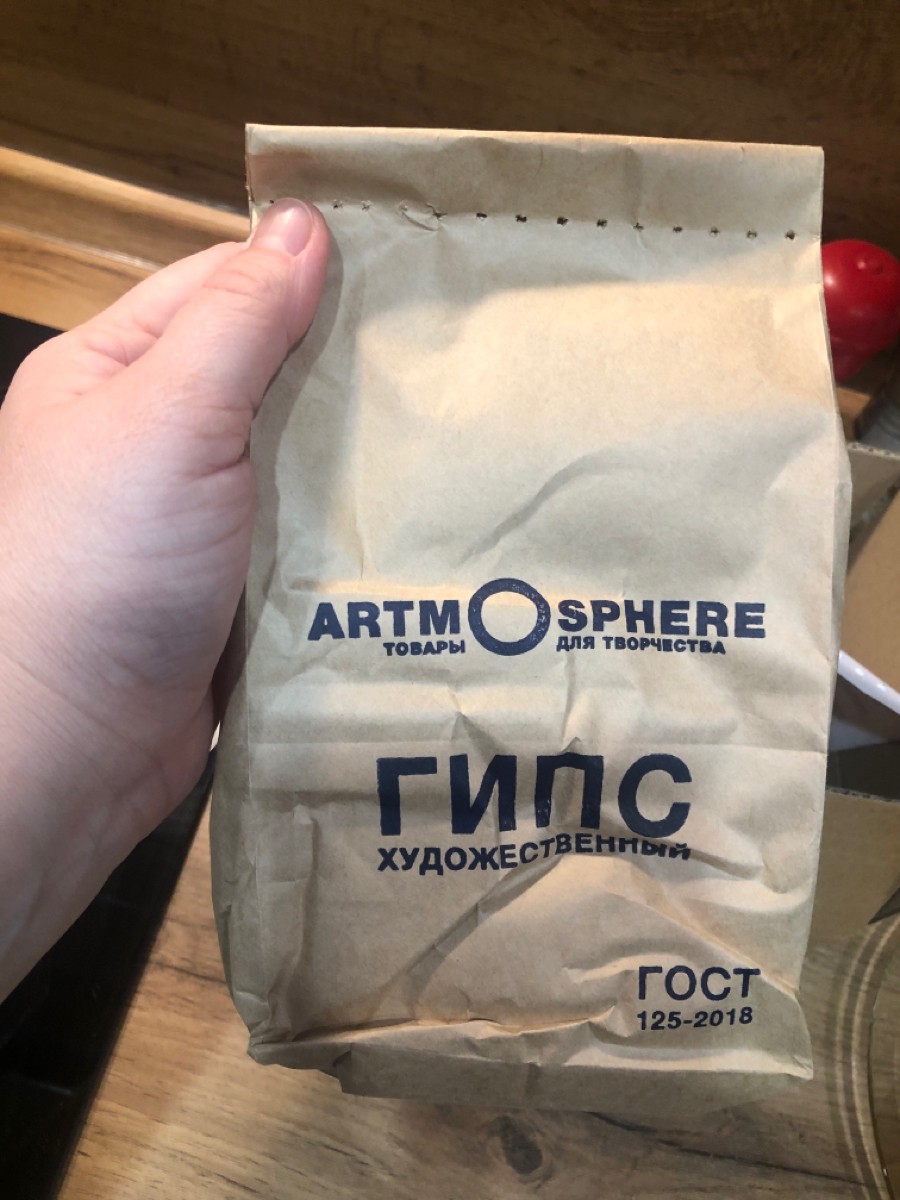 ARTMOSPHERE
ТОВАРЫ ДЛЯ ТВОРЧЕСТВА
ГИПС
ХУДОЖЕСТВЕННЫЙ
ГОСТ
125-2018